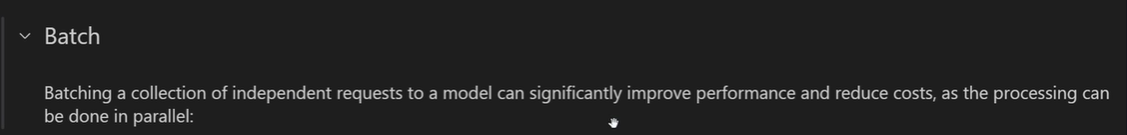 Batch
Batching a collection of independent requests to a model can significantly improve performance and reduce costs, as the processing can
be done in parallel: